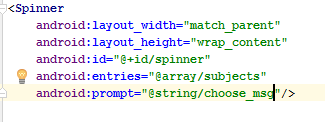 <Spinner
android:layout_width="match_parent"
android:layout_height="wrap_content"
android:id="@+id/spinner"
android:entries="@array/subjects"
android:prompt="@string/choose_msg"/>